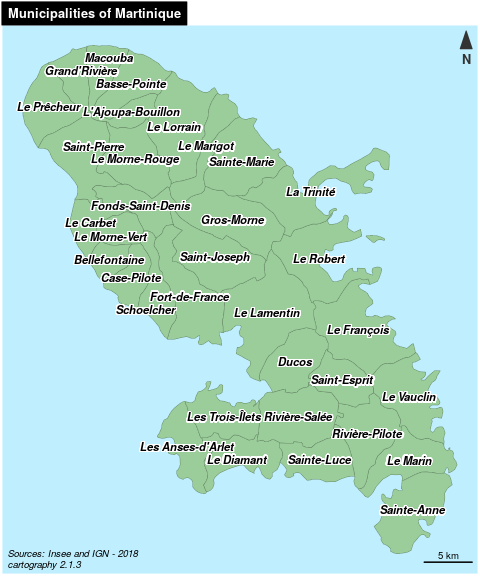 Municipalities of Martinique
N
Macouba
Grand'Rivière
Basse-Pointe
Le Prêcheur
L'Ajoupa-Bouillon
Le Lorrain
Saint-Pierre
Le Marigot
Le Morne-Rouge
Sainte-Marie
La Trinité
Fonds-Saint-Denis
Gros-Morne
Le Carbet
Le Morne-Vert
Saint-Joseph
Bellefontaine
Le Robert
Case-Pilote
Fort-de-France
Schoelcher
Le Lamentin
Le François
Ducos
Saint-Esprit
Le Vauclin
Les Trois-Îlets
Rivière-Salée
Rivière-Pilote
Les Anses-d'Arlet
Le Diamant
Sainte-Luce
Le Marin
Sainte-Anne
Sources: Insee and IGN - 2018
cartography 2.1.3
5 km